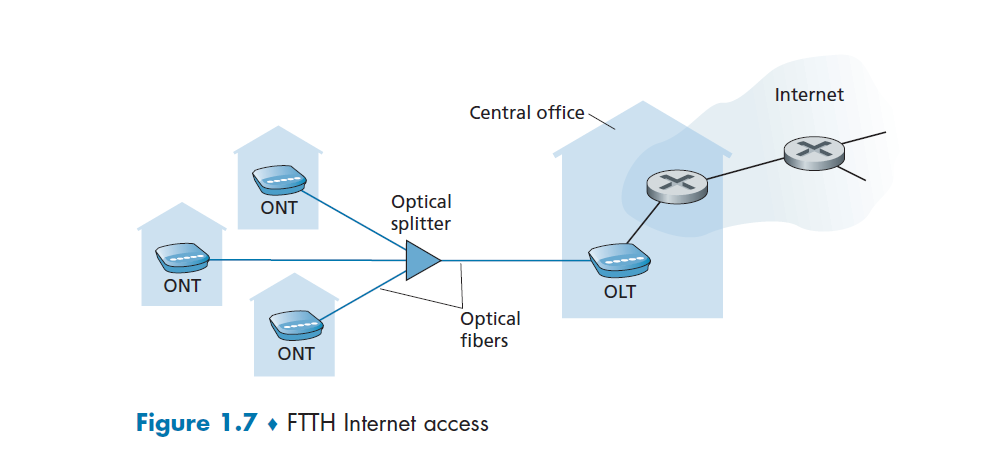 Internet
Central office
ONT
Optical
splitter
ONT
OLT
Optical
fibers
ONT
Figure 1.7 ♦ FTTH Internet access